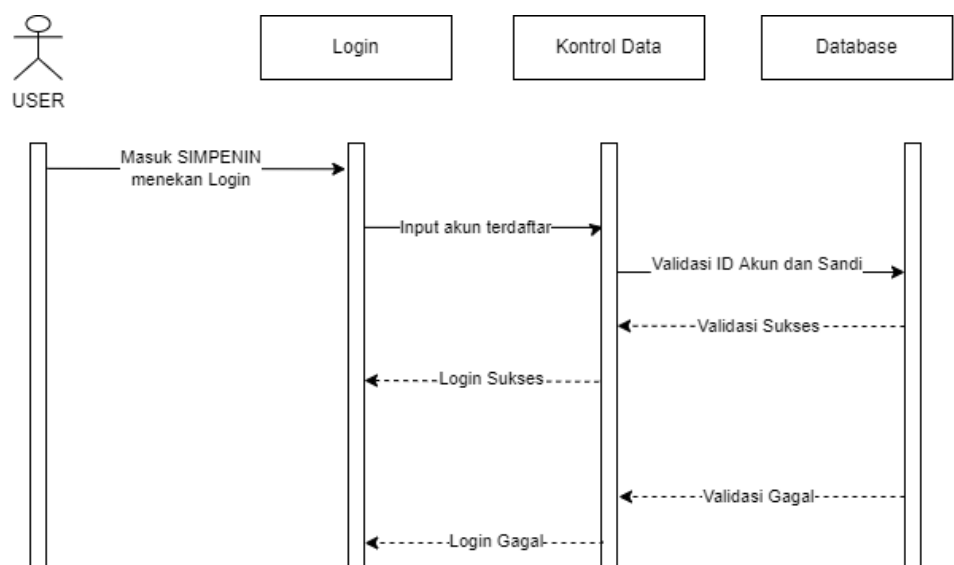 USER
Login
Kontrol Data
Database
Masuk SIMPENIN
menekan Login
Input akun terdaftar
Validasi ID Akun dan Sandi
Validasi Sukses
Login Sukses
Validasi Gagal
Login Gagal